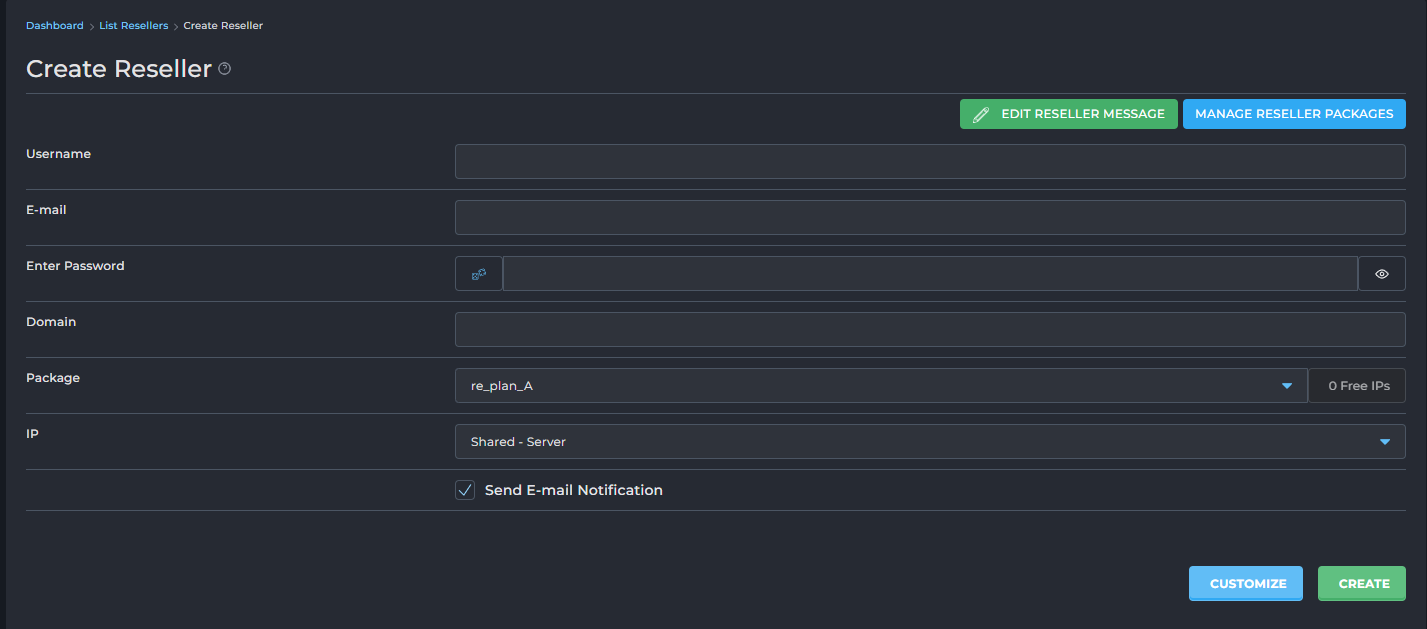 Dashboard > List Resellers > Create Reseller
Create Reseller ?
EDIT RESELLER MESSAGE MANAGE RESELLER PACKAGES
Username
E-mail
Enter Password
Domain
Package re_plan_A 0 Free IPs
IP Shared - Server
Send E-mail Notification
CUSTOMIZE CREATE